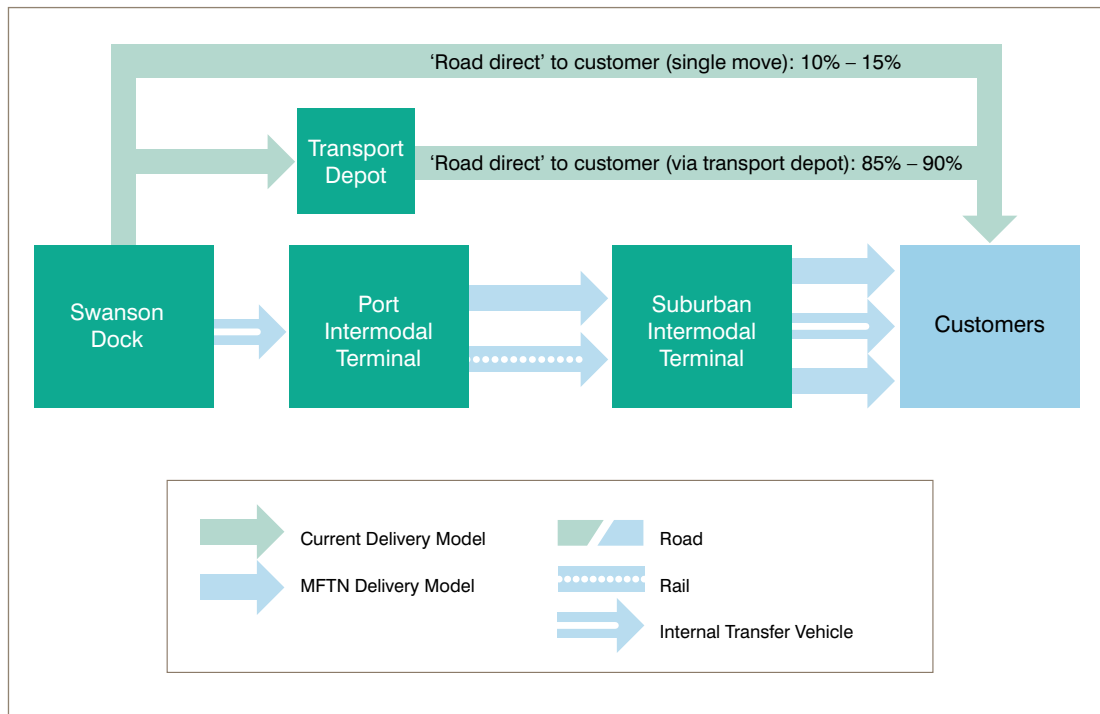 ‘Road direct’ to customer (single move): 10% – 15%
Transport
Depot
‘Road direct’ to customer (via transport depot): 85% – 90%
Swanson
Dock
Port
Intermodal
Terminal
Suburban
Intermodal
Terminal
Customers
Current Delivery Model
MFTN Delivery Model
Road
Rail
Internal Transfer Vehicle